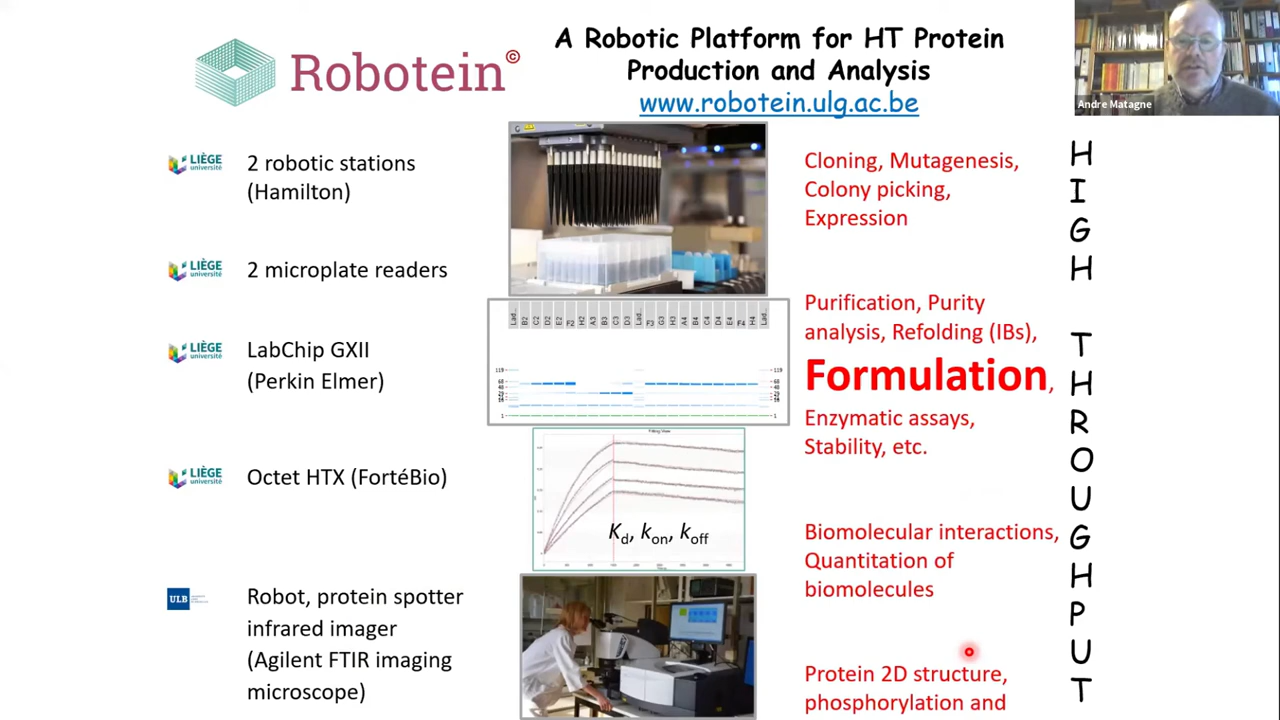 Robotein©
A Robotic Platform for HT Protein
Production and Analysis
www.robotein.ulg.ac.be
Andre Matagne
LIÈGE
université
2 robotic stations
(Hamilton)
Cloning, Mutagenesis,
Colony picking,
Expression
LIÈGE
université
2 microplate readers
Purification, Purity
analysis, Refolding (IBs),
Formulation,
Enzymatic assays,
Stability, etc.
LIÈGE
université
LabChip GXII
(Perkin Elmer)
LIÈGE
université
Octet HTX (FortéBio)
Kd, kon, koff
Biomolecular interactions,
Quantitation of
biomolecules
ULB
Robot, protein spotter
infrared imager
(Agilent FTIR imaging
microscope)
Protein 2D structure,
phosphorylation and
HIGH
THROUGHPUT